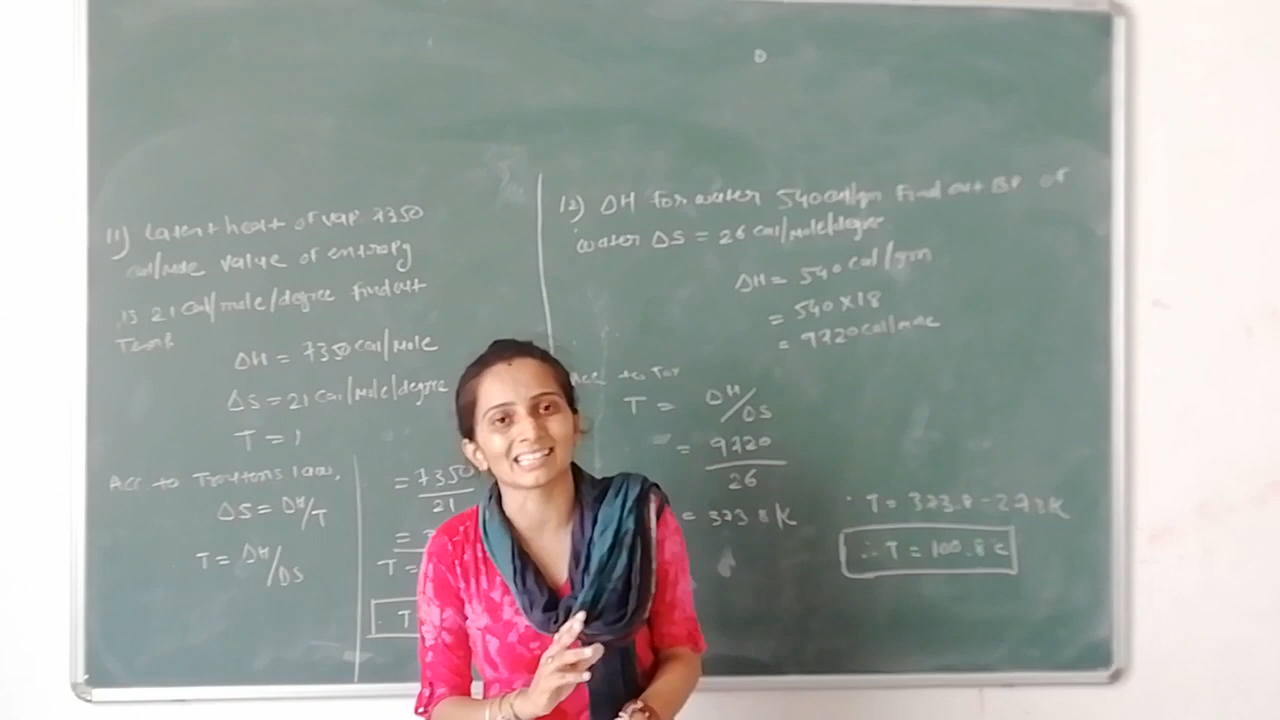 11) Latent heat of vap. 7350
cal/mole value of entropy
is 21 cal/mole/degree Find out
Temp
ΔH = 7350 cal/mole
ΔS = 21 cal/mole/degree
T =
Acc. to Troutons law,
ΔS = ΔH/T
T = ΔH/ΔS
= 7350
21
=
T =
∴ T
12) ΔH for water 540 cal/gm Find out BP of
water ΔS = 26 cal/mole/degree
ΔH = 540 cal/gm
= 540 × 18
= 9720 cal/mole
Acc. to
T = ΔH/ΔS
= 9720
26
= 373.8 K
∴ T = 373.8 - 273 K
∴ T = 100.8 c